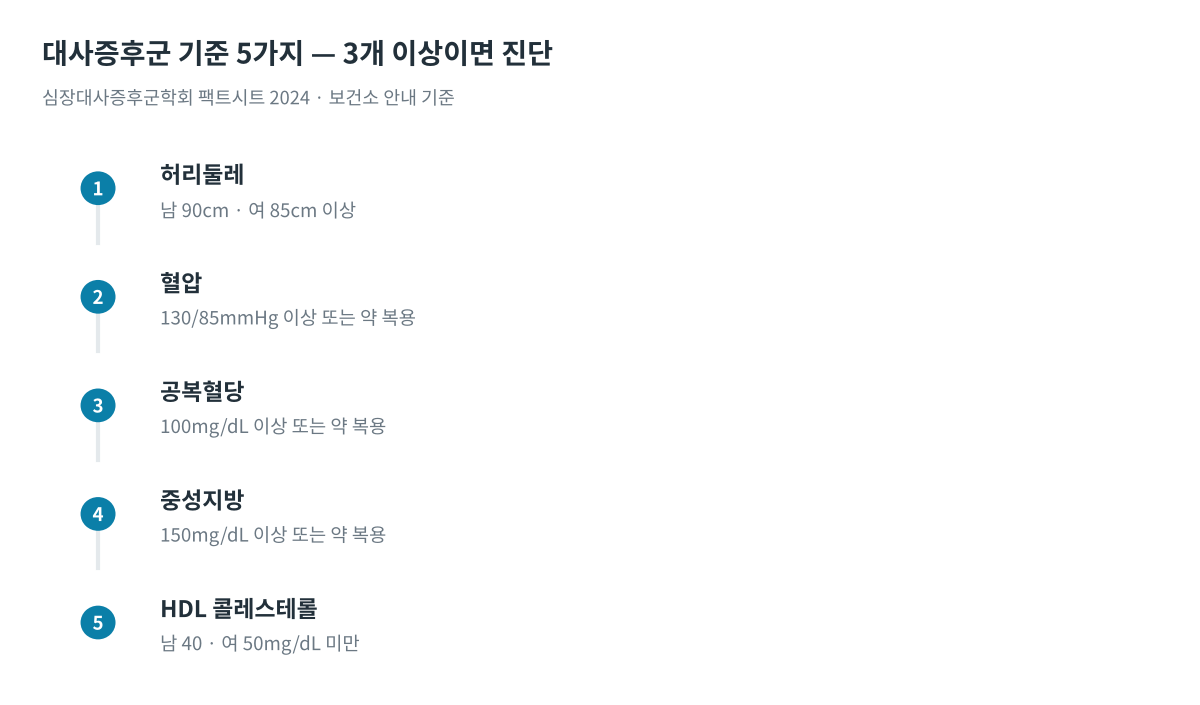 대사증후군 기준 5가지 — 3개 이상이면 진단
심장대사증후군학회 팩트시트 2024 · 보건소 안내 기준
1
허리둘레
남 90cm · 여 85cm 이상
2
혈압
130/85mmHg 이상 또는 약 복용
3
공복혈당
100mg/dL 이상 또는 약 복용
4
중성지방
150mg/dL 이상 또는 약 복용
5
HDL 콜레스테롤
남 40 · 여 50mg/dL 미만